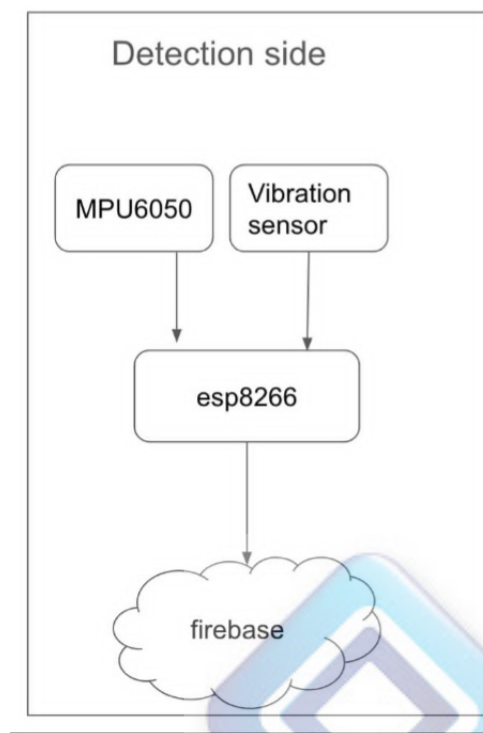 Detection side
MPU6050
Vibration
sensor
esp8266
firebase